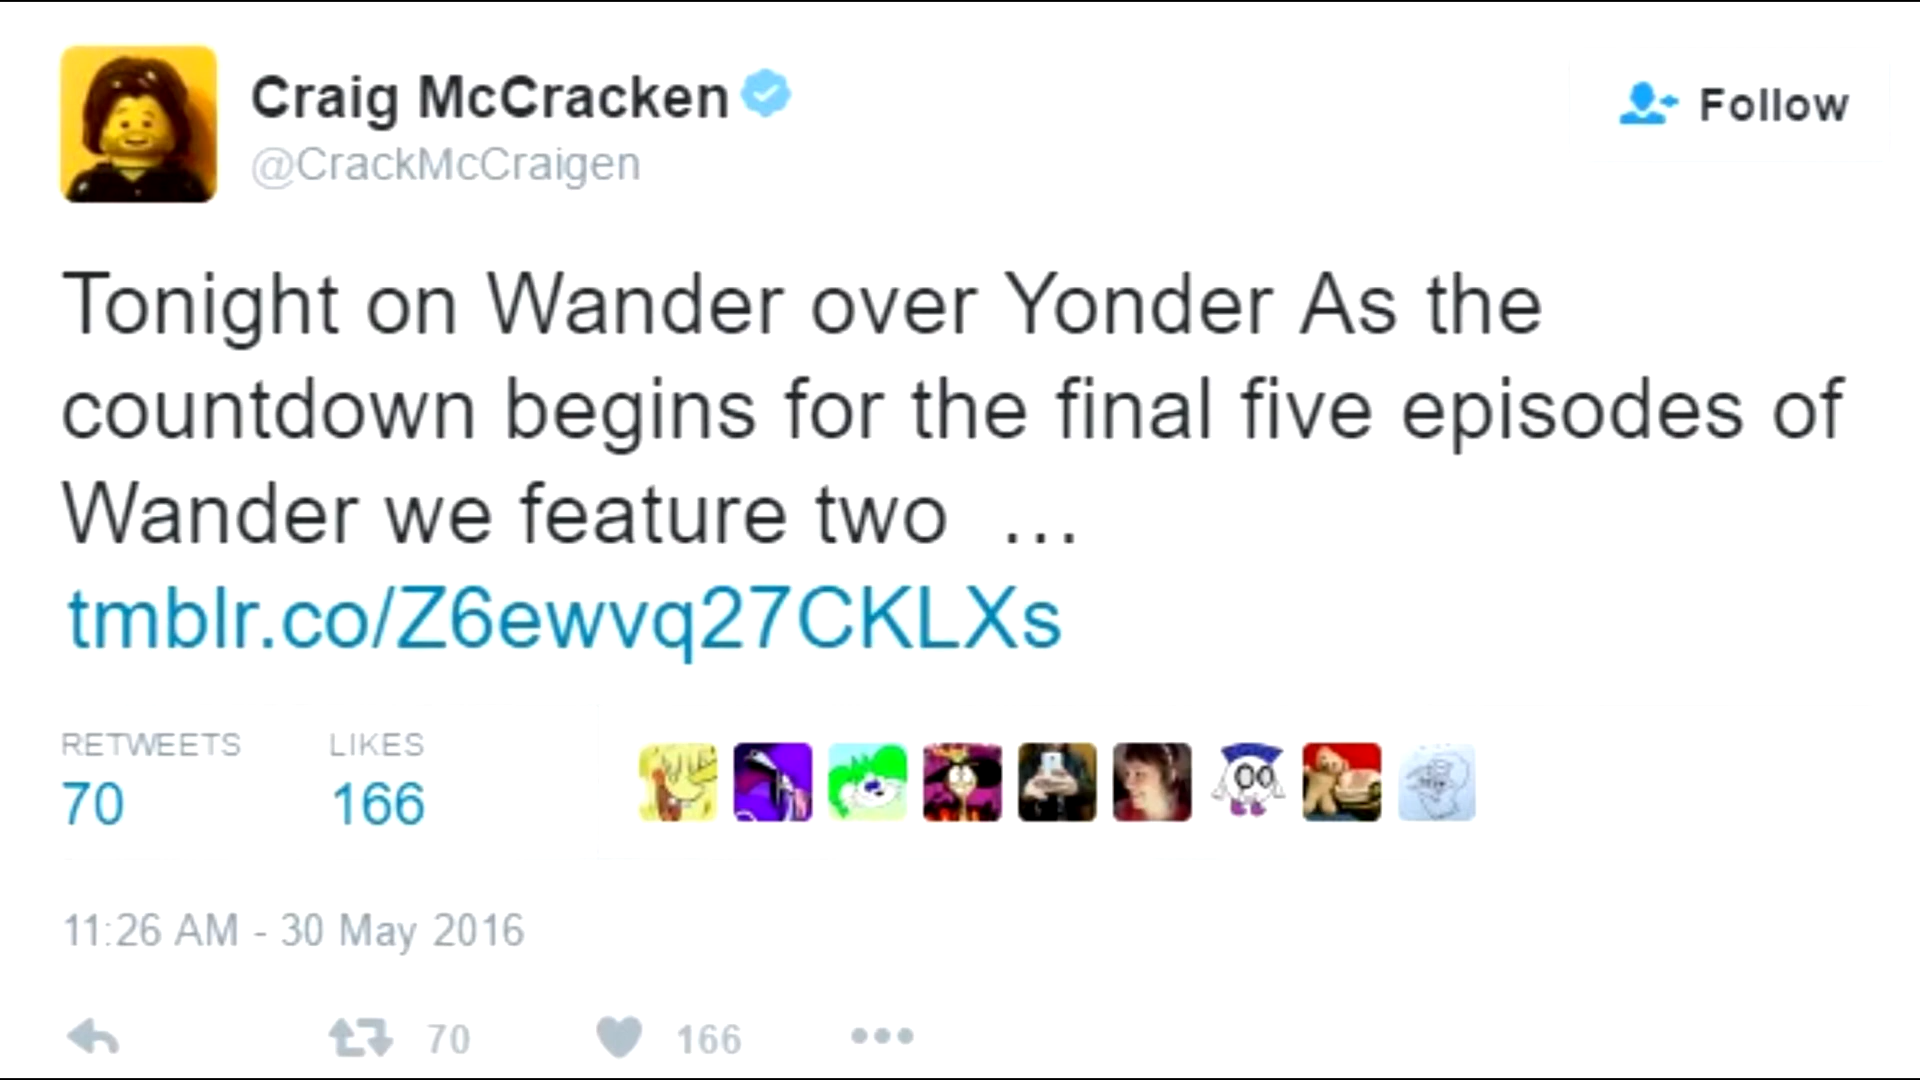 Craig McCracken
@CrackMcCraigen
Follow
Tonight on Wander over Yonder As the
countdown begins for the final five episodes of
Wander we feature two …
tmblr.co/Z6ewvq27CKLXs
RETWEETS LIKES
70 166
11:26 AM - 30 May 2016
70 166